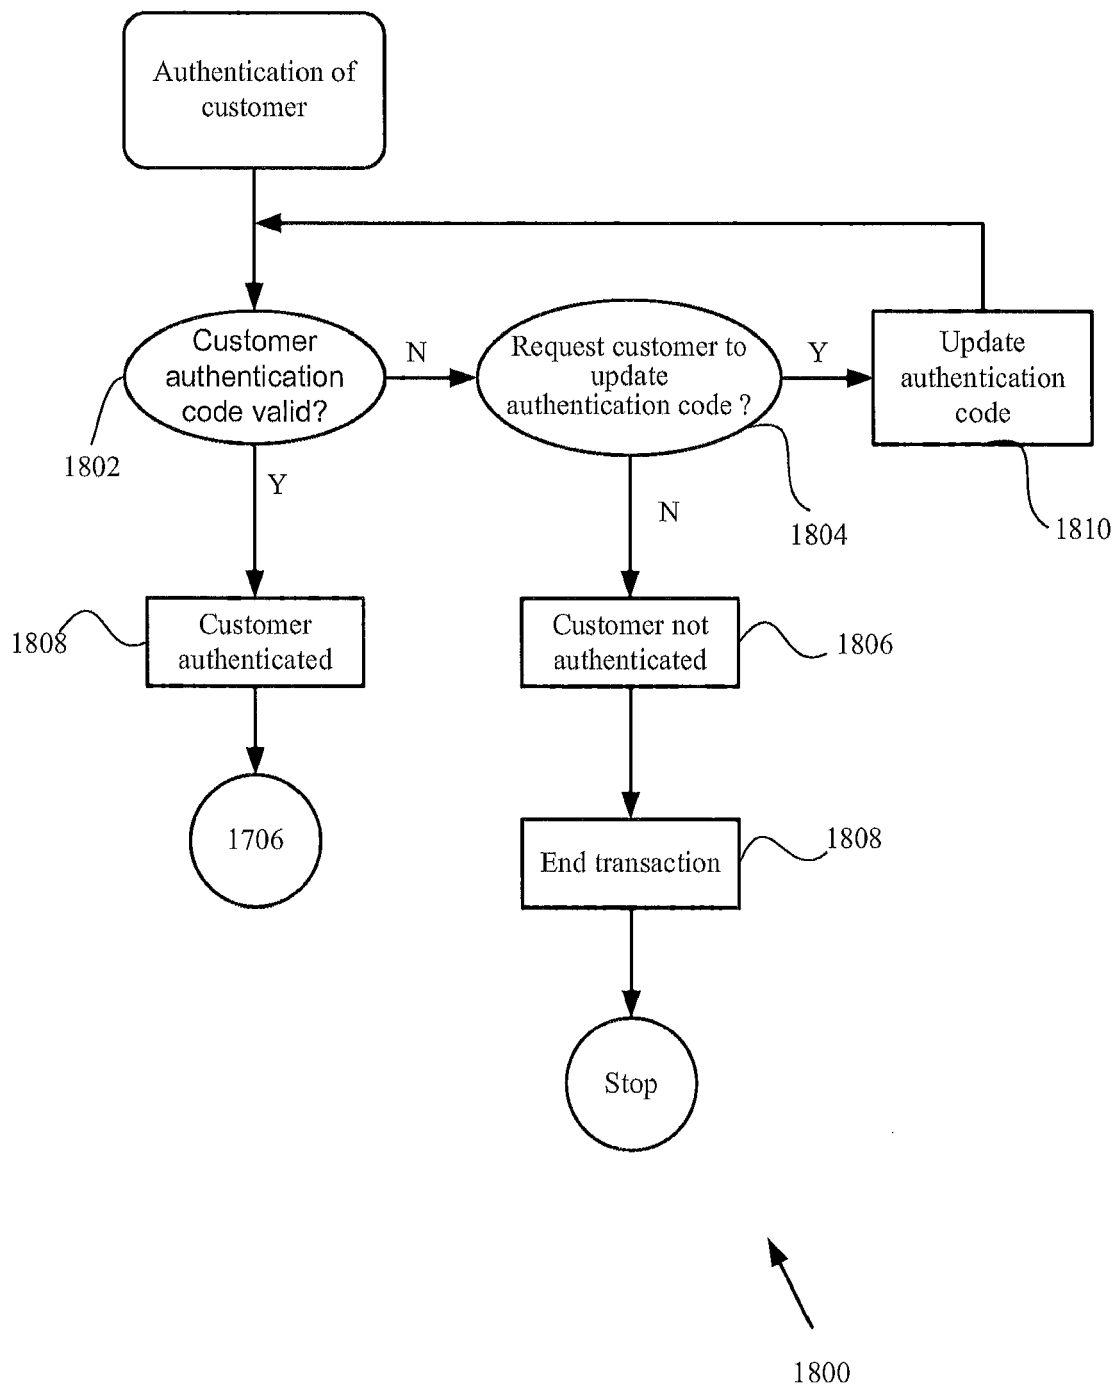 Authentication of
customer
Customer
authentication
code valid?
N
Request customer to
update
authentication code ?
Y
Update
authentication
code
1802
Y
N
1804
1810
1808
Customer
authenticated
Customer not
authenticated
1806
1706
End transaction
1808
Stop
1800